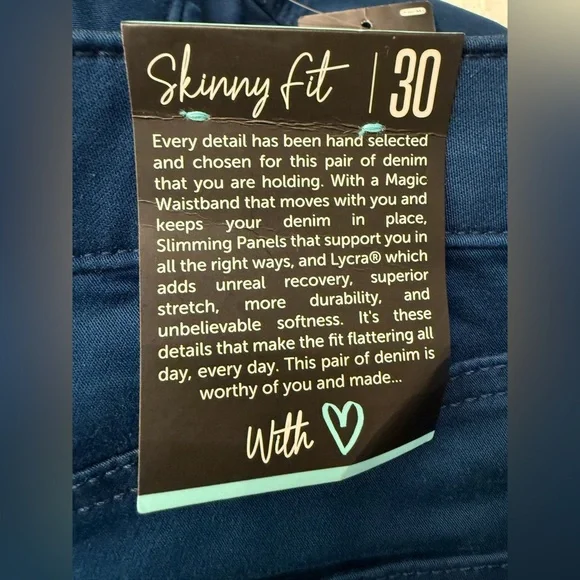 Skinny fit | 30
Every detail has been hand selected
and chosen for this pair of denim
that you are holding. With a Magic
Waistband that moves with you and
keeps your denim in place,
Slimming Panels that support you in
all the right ways, and Lycra® which
adds unreal recovery, superior
stretch, more durability, and
unbelievable softness. It's these
details that make the fit flattering all
day, every day. This pair of denim is
worthy of you and made...
With